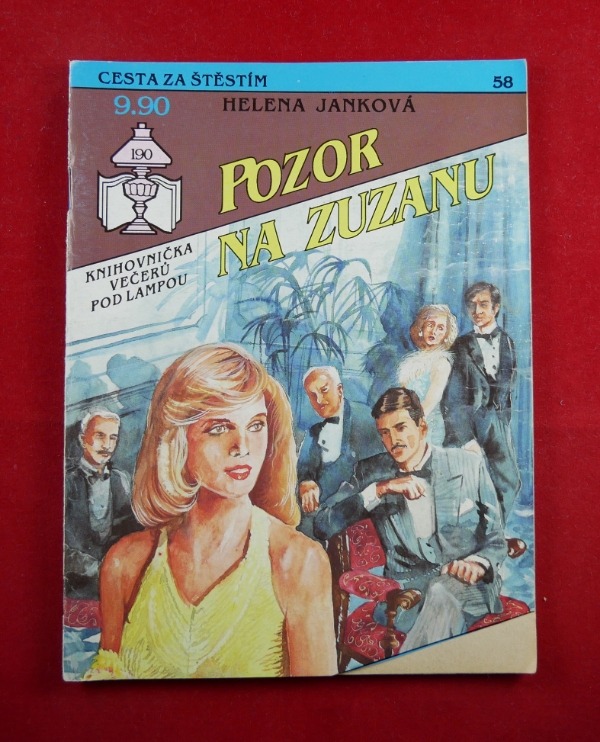 CESTA ZA ŠTĚSTÍM 58
9.90 HELENA JANKOVÁ
190
POZOR
NA ZUZANU
KNIHOVNIČKA
VEČERŮ
POD LAMPOU